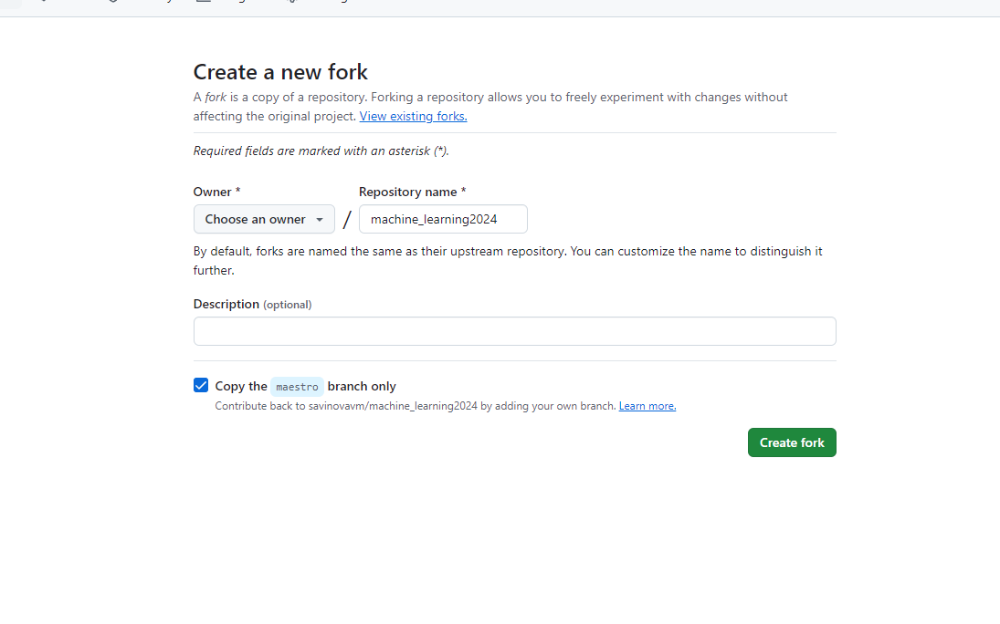 Create a new fork
A fork is a copy of a repository. Forking a repository allows you to freely experiment with changes without
affecting the original project. View existing forks.
Required fields are marked with an asterisk (*).
Owner *
Repository name *
Choose an owner
/
machine_learning2024
By default, forks are named the same as their upstream repository. You can customize the name to distinguish it
further.
Description (optional)
Copy the maestro branch only
Contribute back to savinovavm/machine_learning2024 by adding your own branch. Learn more.
Create fork